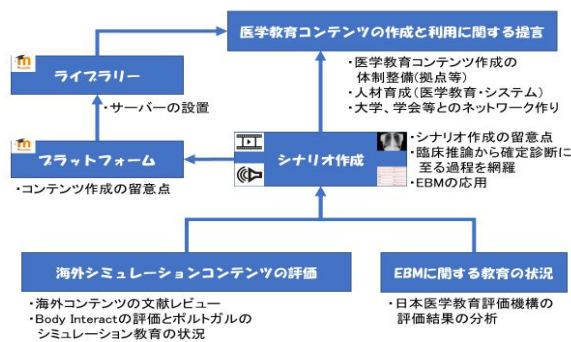 医学教育コンテンツの作成と利用に関する提言
・医学教育コンテンツ作成の
体制整備(拠点等)
・人材育成(医学教育・システム)
・大学、学会等とのネットワーク作り
ライブラリー
・サーバーの設置
プラットフォーム
・コンテンツ作成の留意点
シナリオ作成
・シナリオ作成の留意点
・臨床推論から確定診断に
至る過程を網羅
・EBMの応用
海外シミュレーションコンテンツの評価
・海外コンテンツの文献レビュー
・Body Interactの評価とポルトガルの
シミュレーション教育の状況
EBMに関する教育の状況
・日本医学教育評価機構の
評価結果の分析